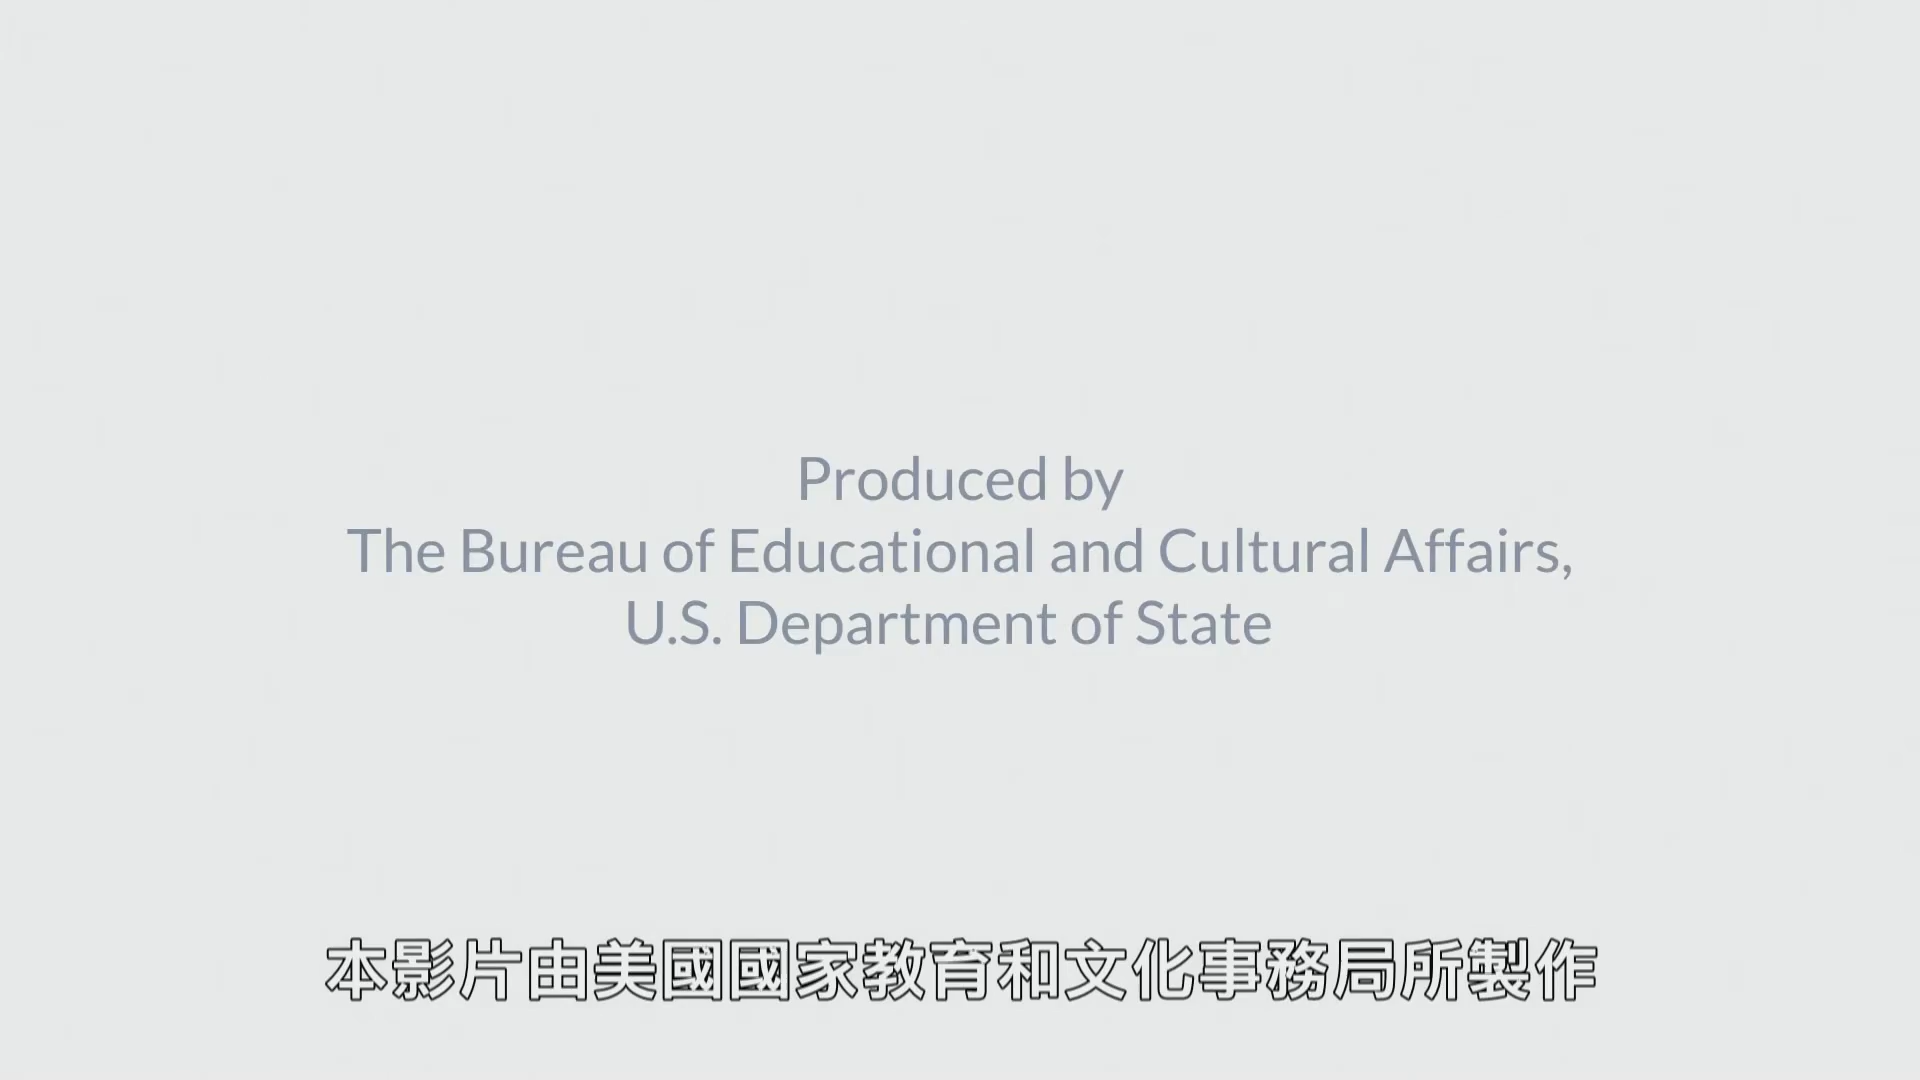 Produced by
The Bureau of Educational and Cultural Affairs,
U.S. Department of State
本影片由美國國家教育和文化事務局所製作